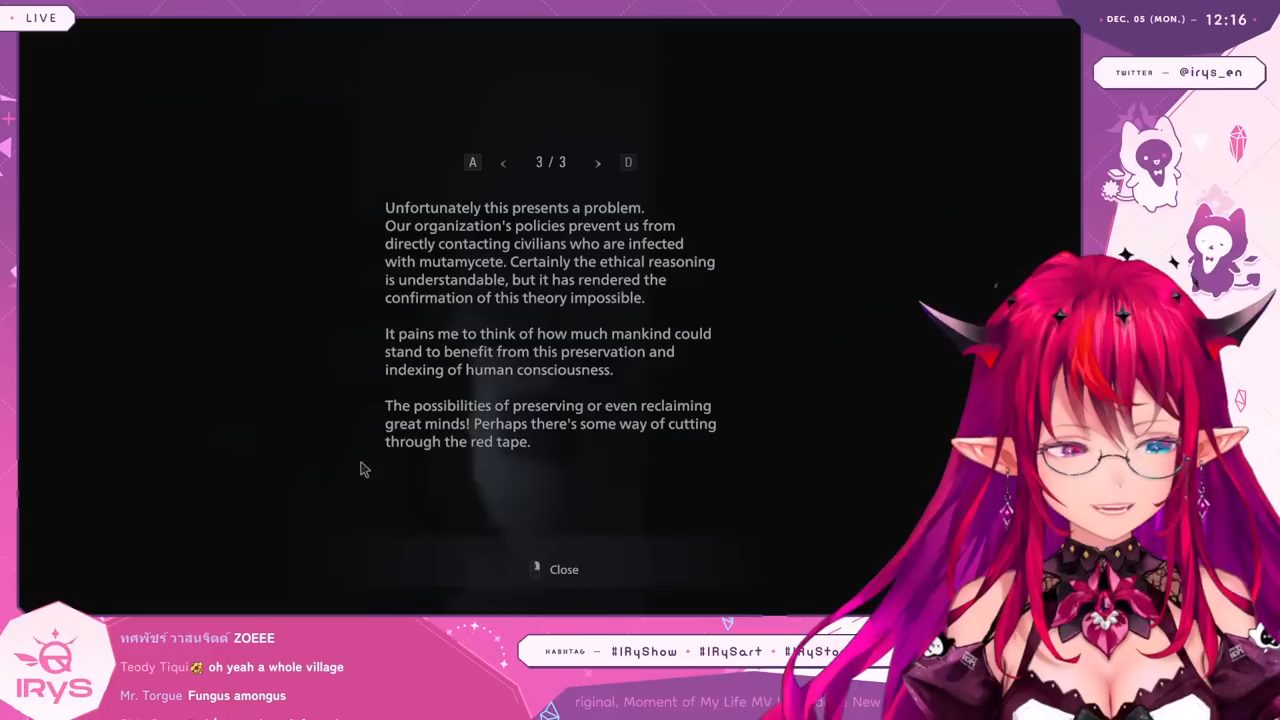 LIVE
DEC. 05 (MON.) – 12:16
TWITTER – @irys_en
A < 3 / 3 > D
Unfortunately this presents a problem.
Our organization's policies prevent us from
directly contacting civilians who are infected
with mutamycete. Certainly the ethical reasoning
is understandable, but it has rendered the
confirmation of this theory impossible.
It pains me to think of how much mankind could
stand to benefit from this preservation and
indexing of human consciousness.
The possibilities of preserving or even reclaiming
great minds! Perhaps there's some way of cutting
through the red tape.
Close
ทศพัชร์ วาสนจิตต์ ZOEEE
Teody Tiqui oh yeah a whole village
Mr. Torgue Fungus amongus
IRyS
HASHTAG – #IRyShow #IRySart
riginal, Moment of My Life MV New